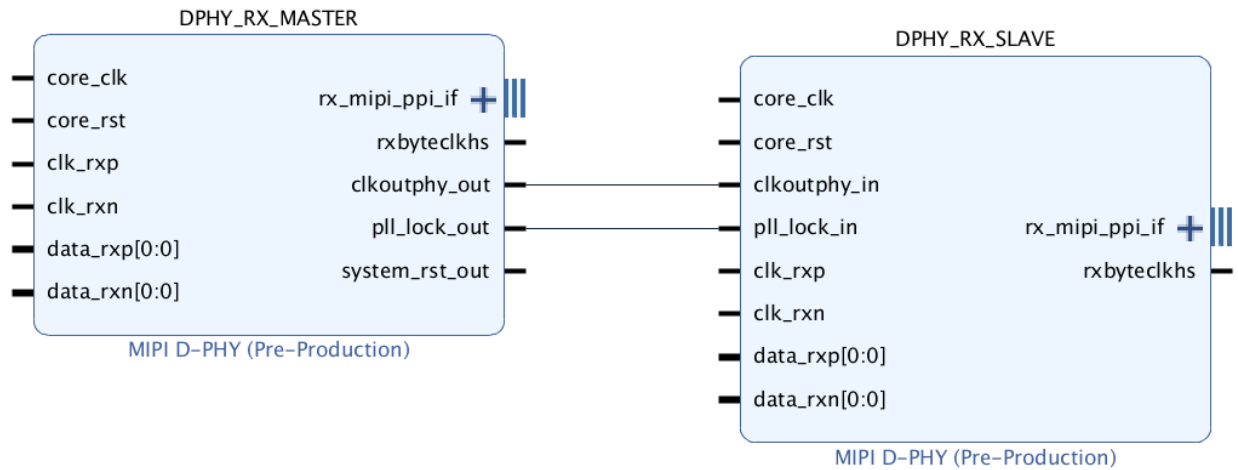 DPHY_RX_MASTER
core_clk
core_rst
clk_rxp
clk_rxn
data_rxp[0:0]
data_rxn[0:0]
rx_mipi_ppi_if
rxbyteclkhs
clkoutphy_out
pll_lock_out
system_rst_out
MIPI D-PHY (Pre-Production)
DPHY_RX_SLAVE
core_clk
core_rst
clkoutphy_in
pll_lock_in
clk_rxp
clk_rxn
data_rxp[0:0]
data_rxn[0:0]
rx_mipi_ppi_if
rxbyteclkhs
MIPI D-PHY (Pre-Production)